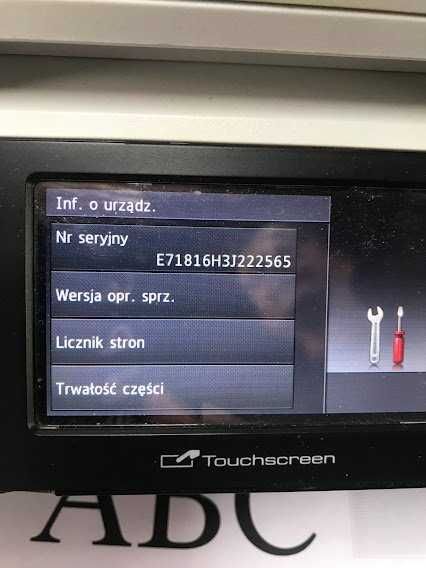 Inf. o urządz.
Nr seryjny
E71816H3J222565
Wersja opr. sprz.
Licznik stron
Trwałość części
Touchscreen
ABC